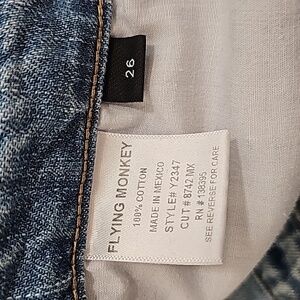 26
FLYING MONKEY
100% COTTON
MADE IN MEXICO
STYLE# Y2347
CUT# 8742 MX
RN # 138395
SEE REVERSE FOR CARE